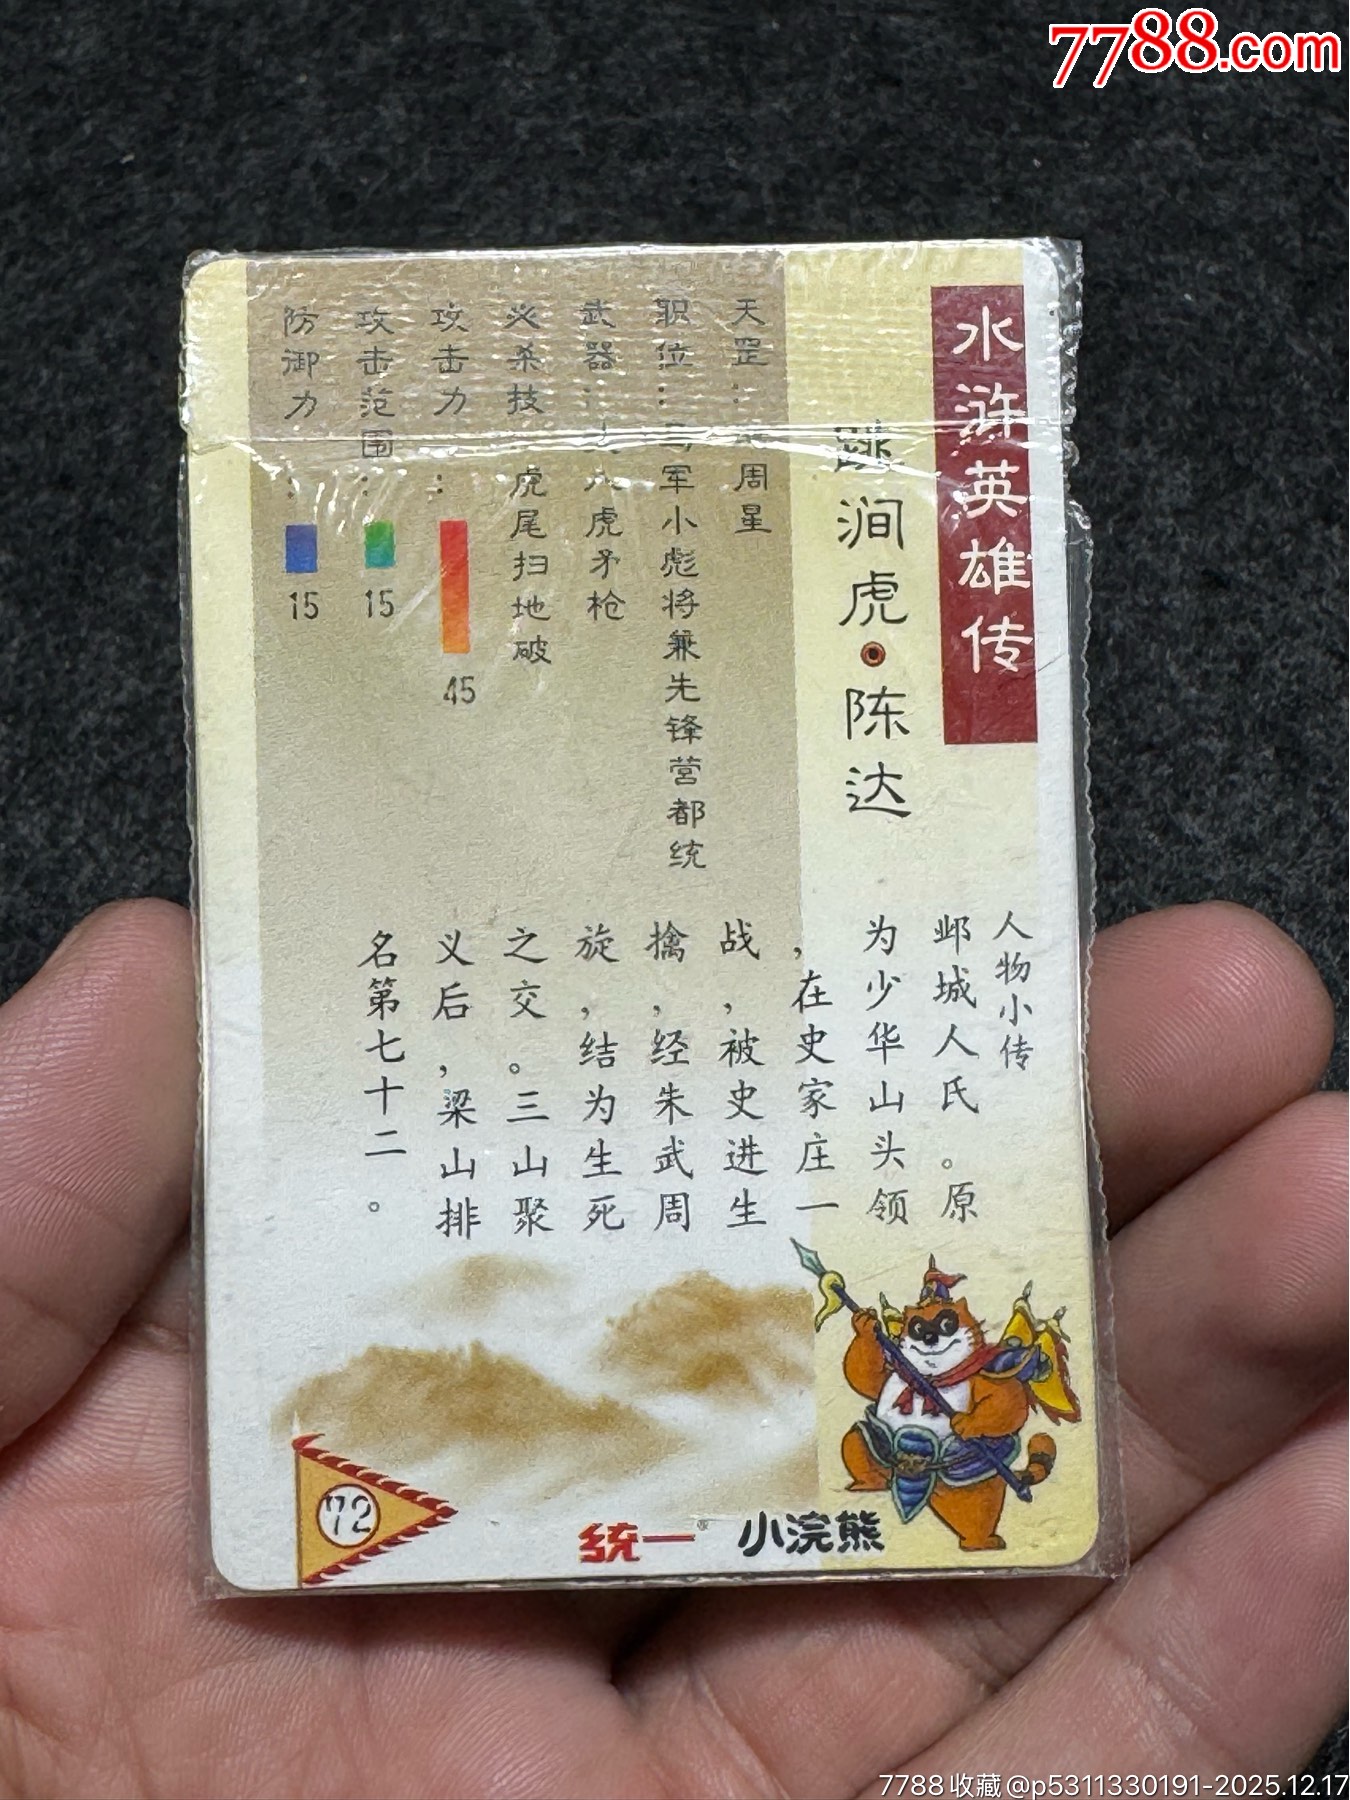 7788.com
水浒英雄传
跳涧虎·陈达
天罡：周星
职位：马军小彪将兼先锋营都统
武器：丈八虎矛枪
必杀技 虎尾扫地破
攻击力：
45
攻击范围：
15
防御力：
15
人物小传
邺城人氏。原
为少华山头领
，在史家庄一
战，被史进生
擒，经朱武周
旋，结为生死
之交。三山聚
义后，梁山排
名第七十二。
72
统一® 小浣熊
7788收藏@p5311330191-2025.12.17